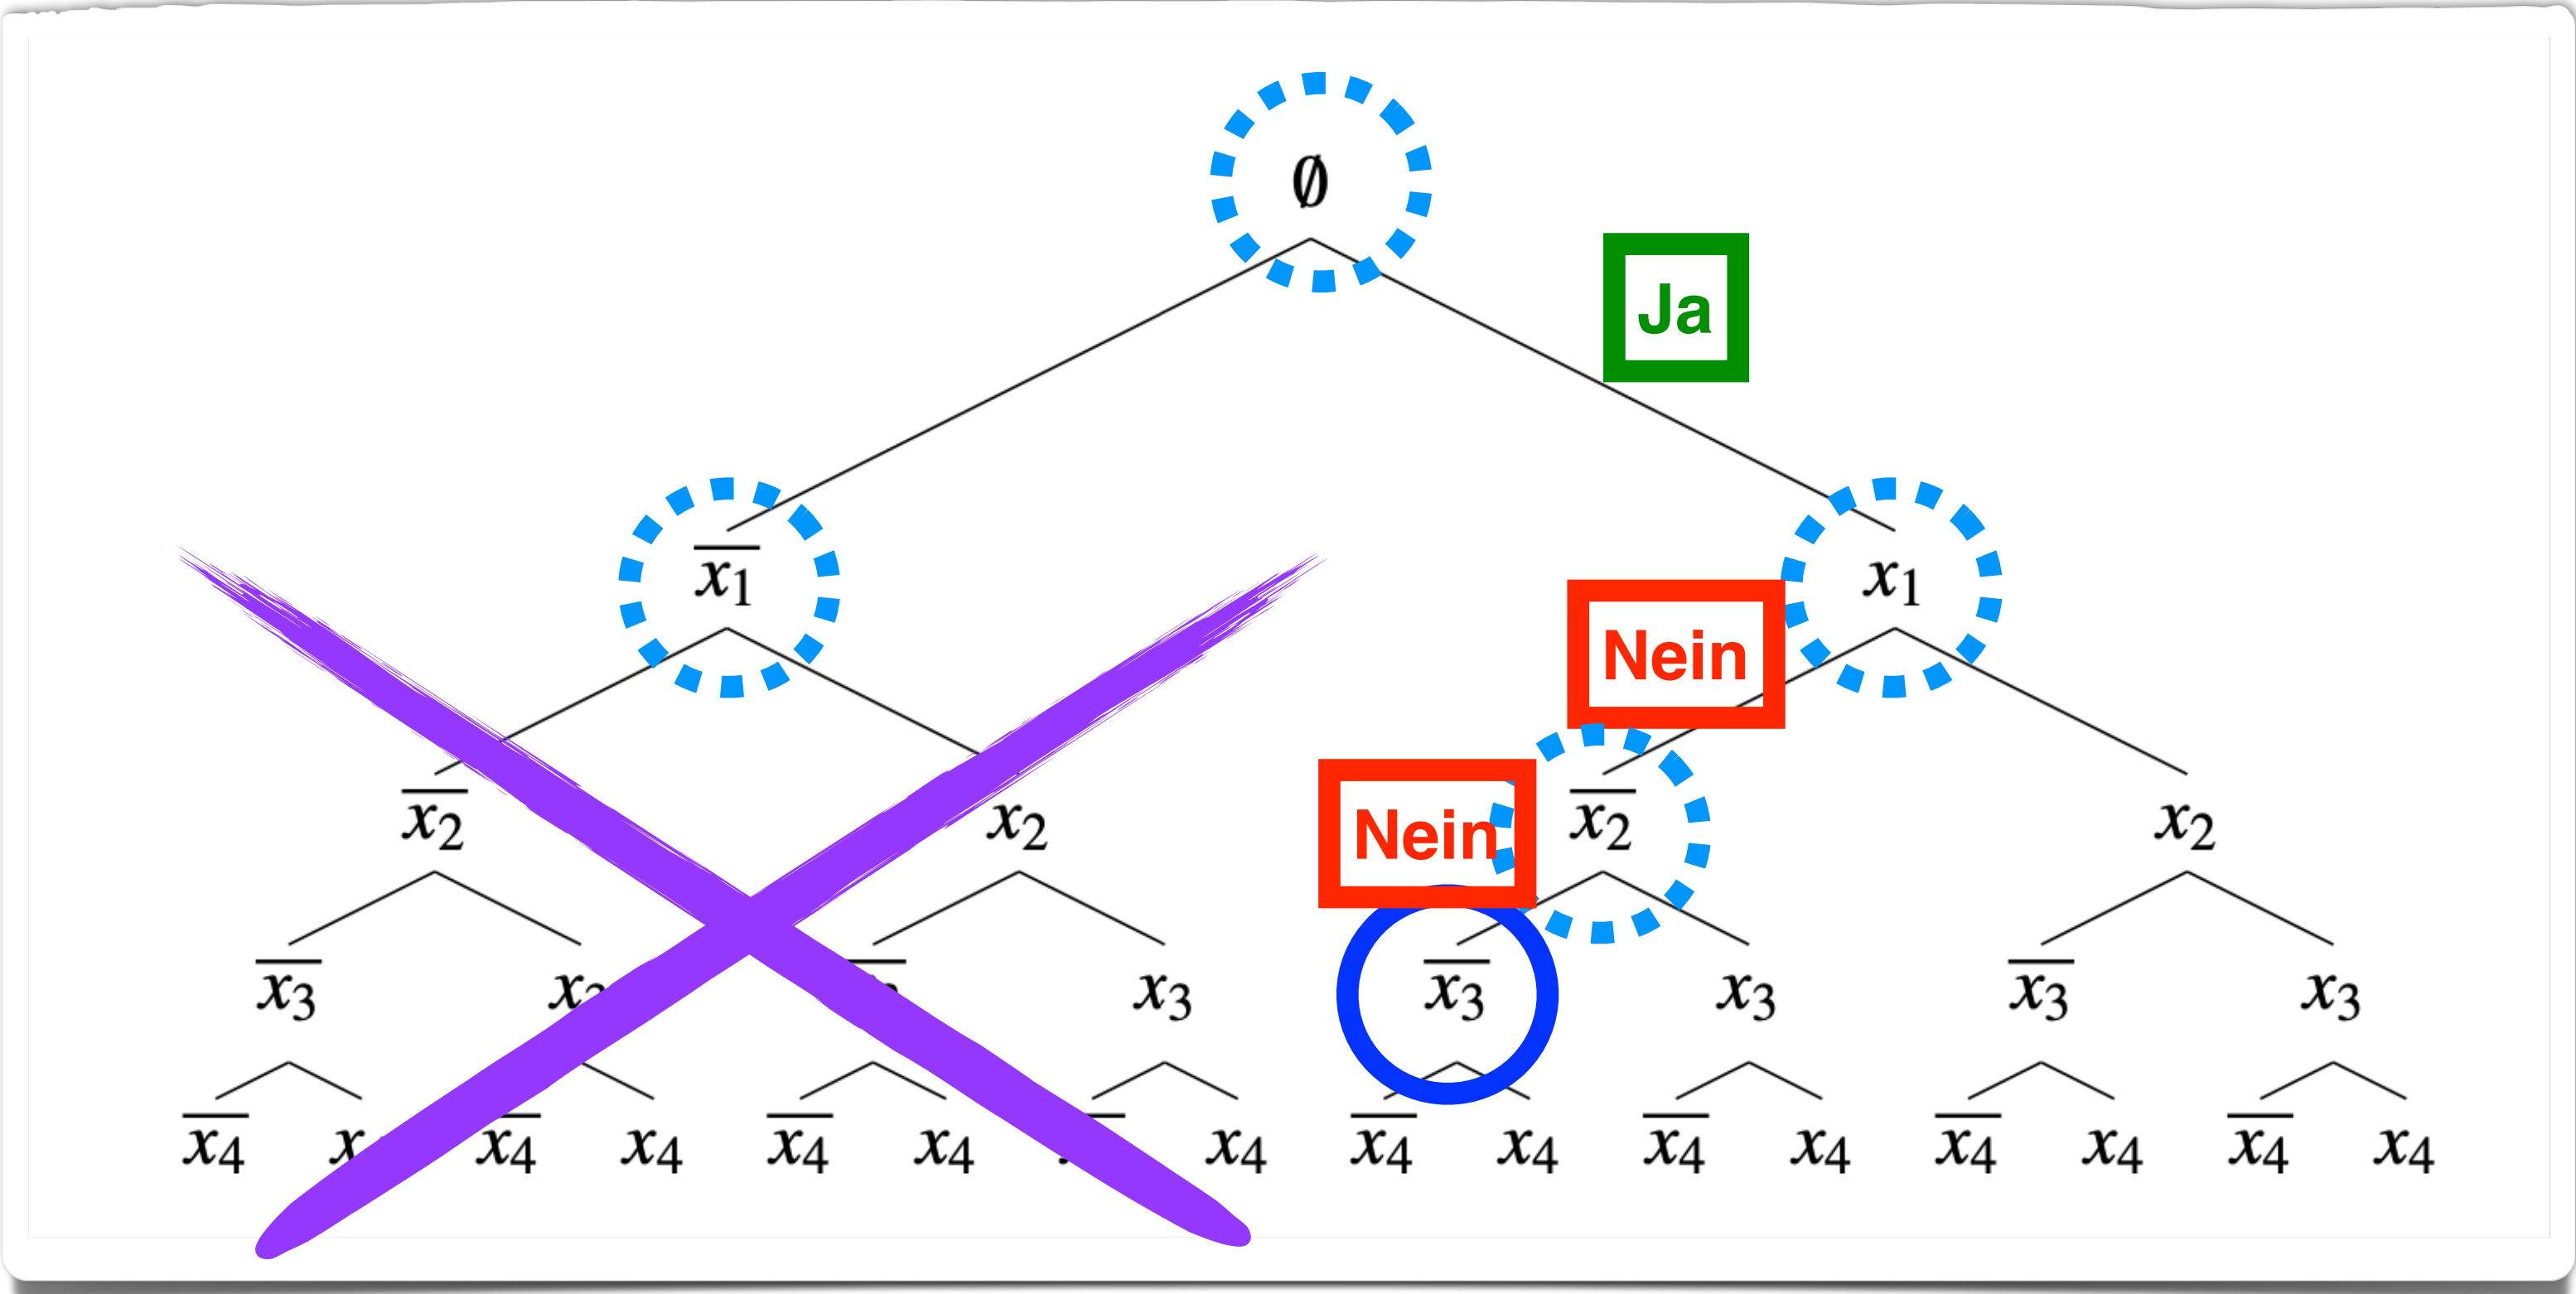 ∅
Ja
x̅₁ x₁
Nein
Nein
x̅₂ x₂ x̅₂ x₂
x̅₃ x₃ x̅₃ x₃ x̅₃ x₃
x̅₄ x̅₄ x₄ x̅₄ x₄ x₄ x̅₄ x₄ x̅₄ x₄ x̅₄ x₄ x̅₄ x₄